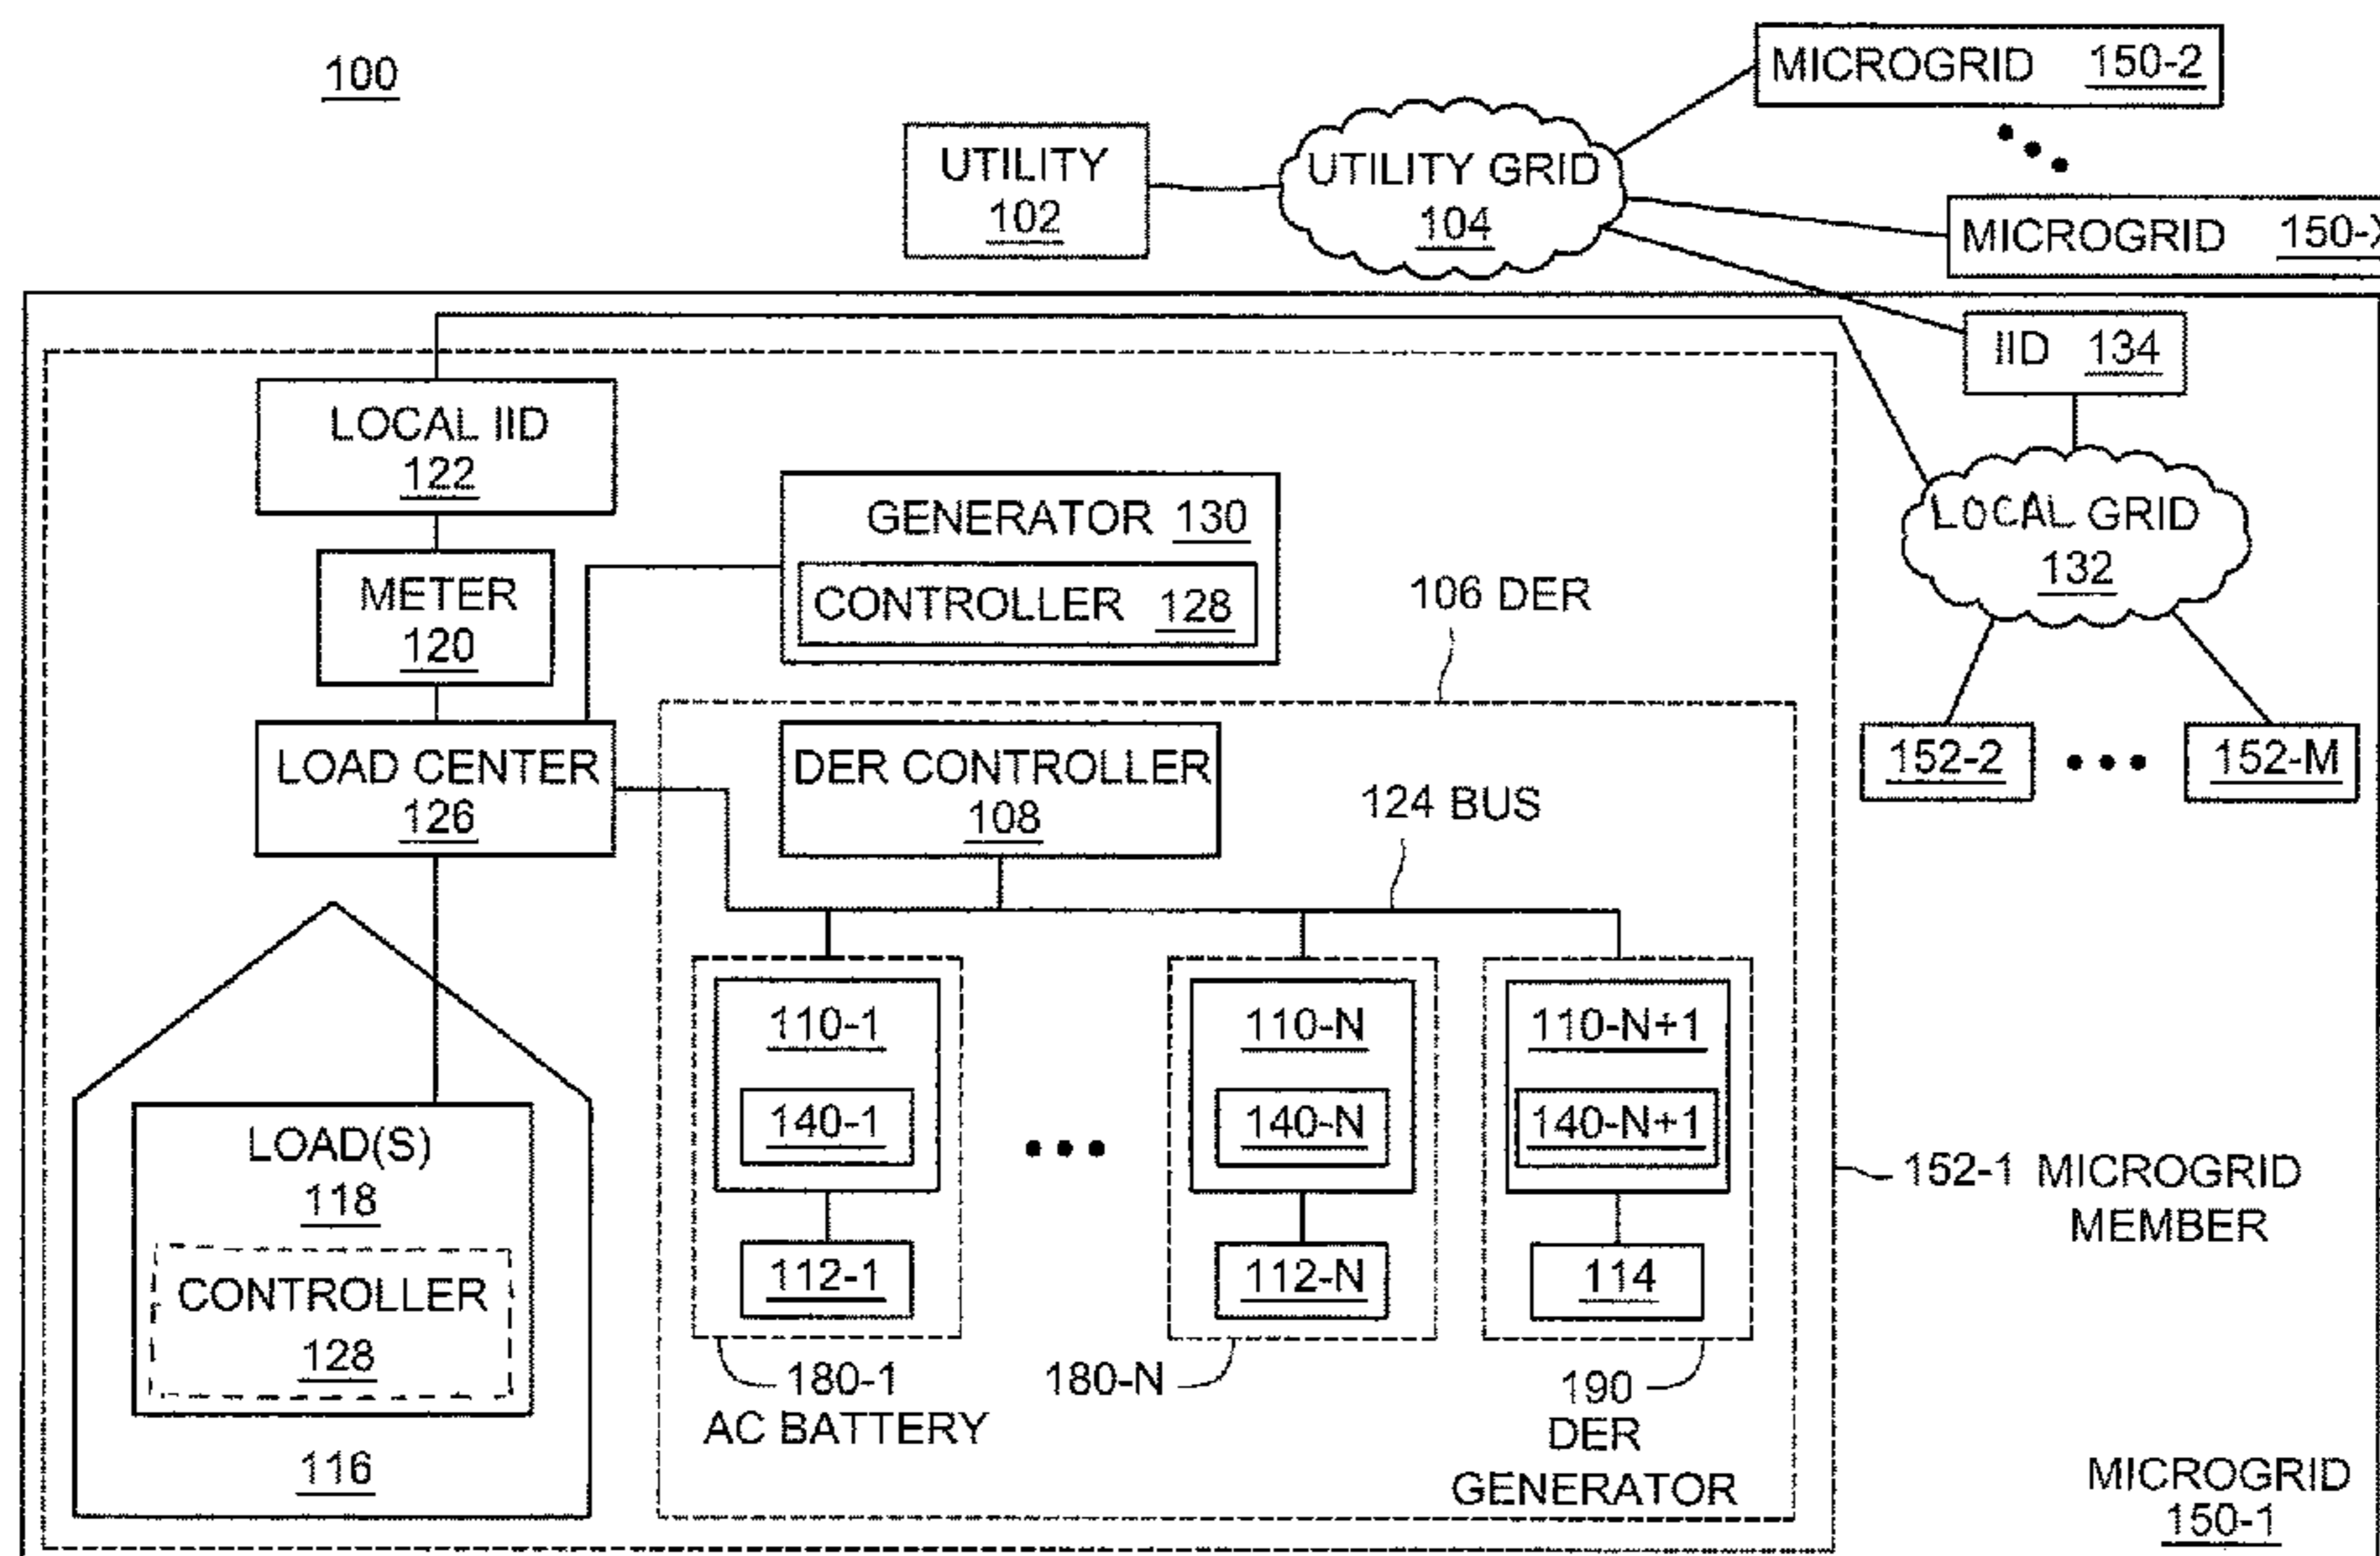 100
MICROGRID 150-2
UTILITY
102
UTILITY GRID
104
MICROGRID 150-X
IID 134
LOCAL IID
122
GENERATOR 130
CONTROLLER 128
LOCAL GRID
132
METER
120
106 DER
LOAD CENTER
126
DER CONTROLLER
108
152-2
152-M
124 BUS
110-1
110-N
110-N+1
140-1
140-N
140-N+1
LOAD(S)
118
152-1 MICROGRID
MEMBER
112-1
112-N
114
CONTROLLER
128
180-1
AC BATTERY
180-N
190
DER
GENERATOR
116
MICROGRID
150-1